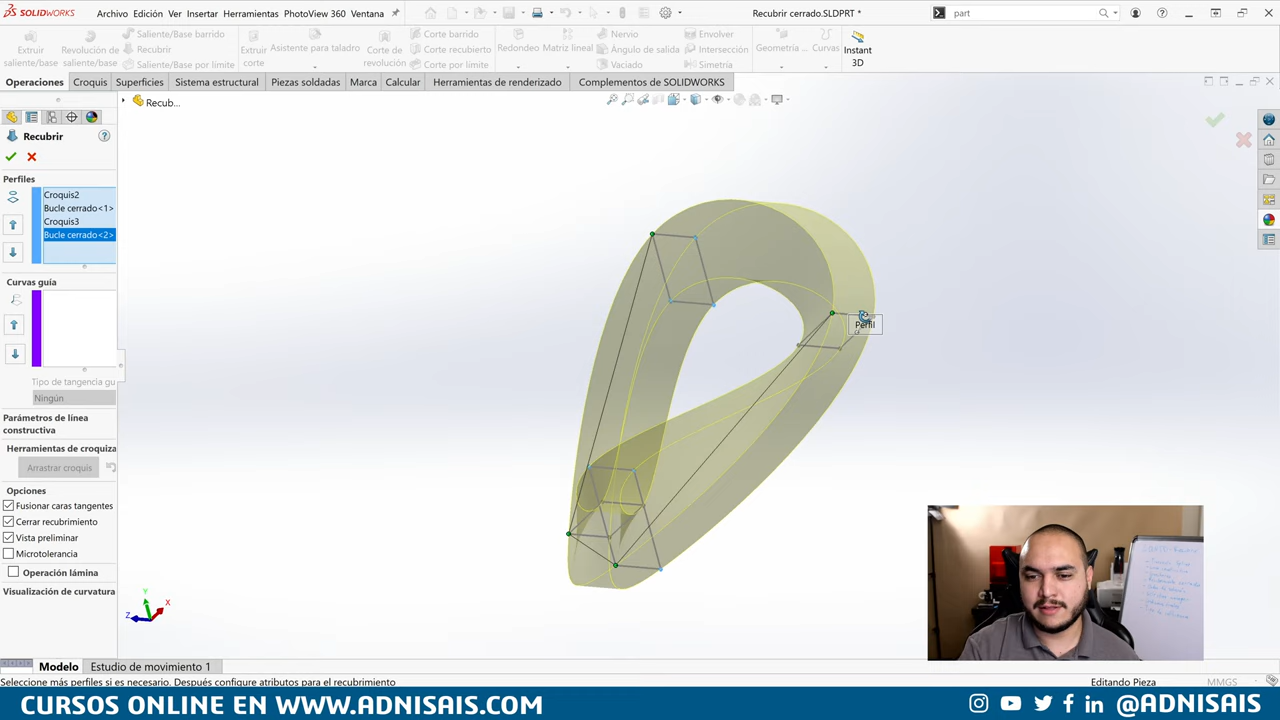 SOLIDWORKS
Archivo Edición Ver Insertar Herramientas PhotoView 360 Ventana
Recubrir cerrado.SLDPRT *
part
Extruir saliente/base
Revolución de saliente/base
Saliente/Base barrido
Recubrir
Saliente/Base por límite
Extruir corte
Asistente para taladro
Corte de revolución
Corte barrido
Corte recubierto
Corte por límite
Redondeo
Matriz lineal
Nervio
Ángulo de salida
Vaciado
Envolver
Intersección
Simetría
Geometría ...
Curvas
Instant 3D
Operaciones Croquis Superficies Sistema estructural Piezas soldadas Marca Calcular Herramientas de renderizado Complementos de SOLIDWORKS
Recub...
Recubrir
Perfiles
Croquis2
Bucle cerrado<1>
Croquis3
Bucle cerrado<2>
Curvas guía
Tipo de tangencia gu
Ningún
Parámetros de línea
constructiva
Herramientas de croquiza
Arrastrar croquis
Opciones
Fusionar caras tangentes
Cerrar recubrimiento
Vista preliminar
Microtolerancia
Operación lámina
Visualización de curvatura
Perfil
Y
X
Z
Modelo Estudio de movimiento 1
Seleccione más perfiles si es necesario. Después configure atributos para el recubrimiento
Editando Pieza
MMGS
CURSOS ONLINE EN WWW.ADNISAIS.COM
@ADNISAIS